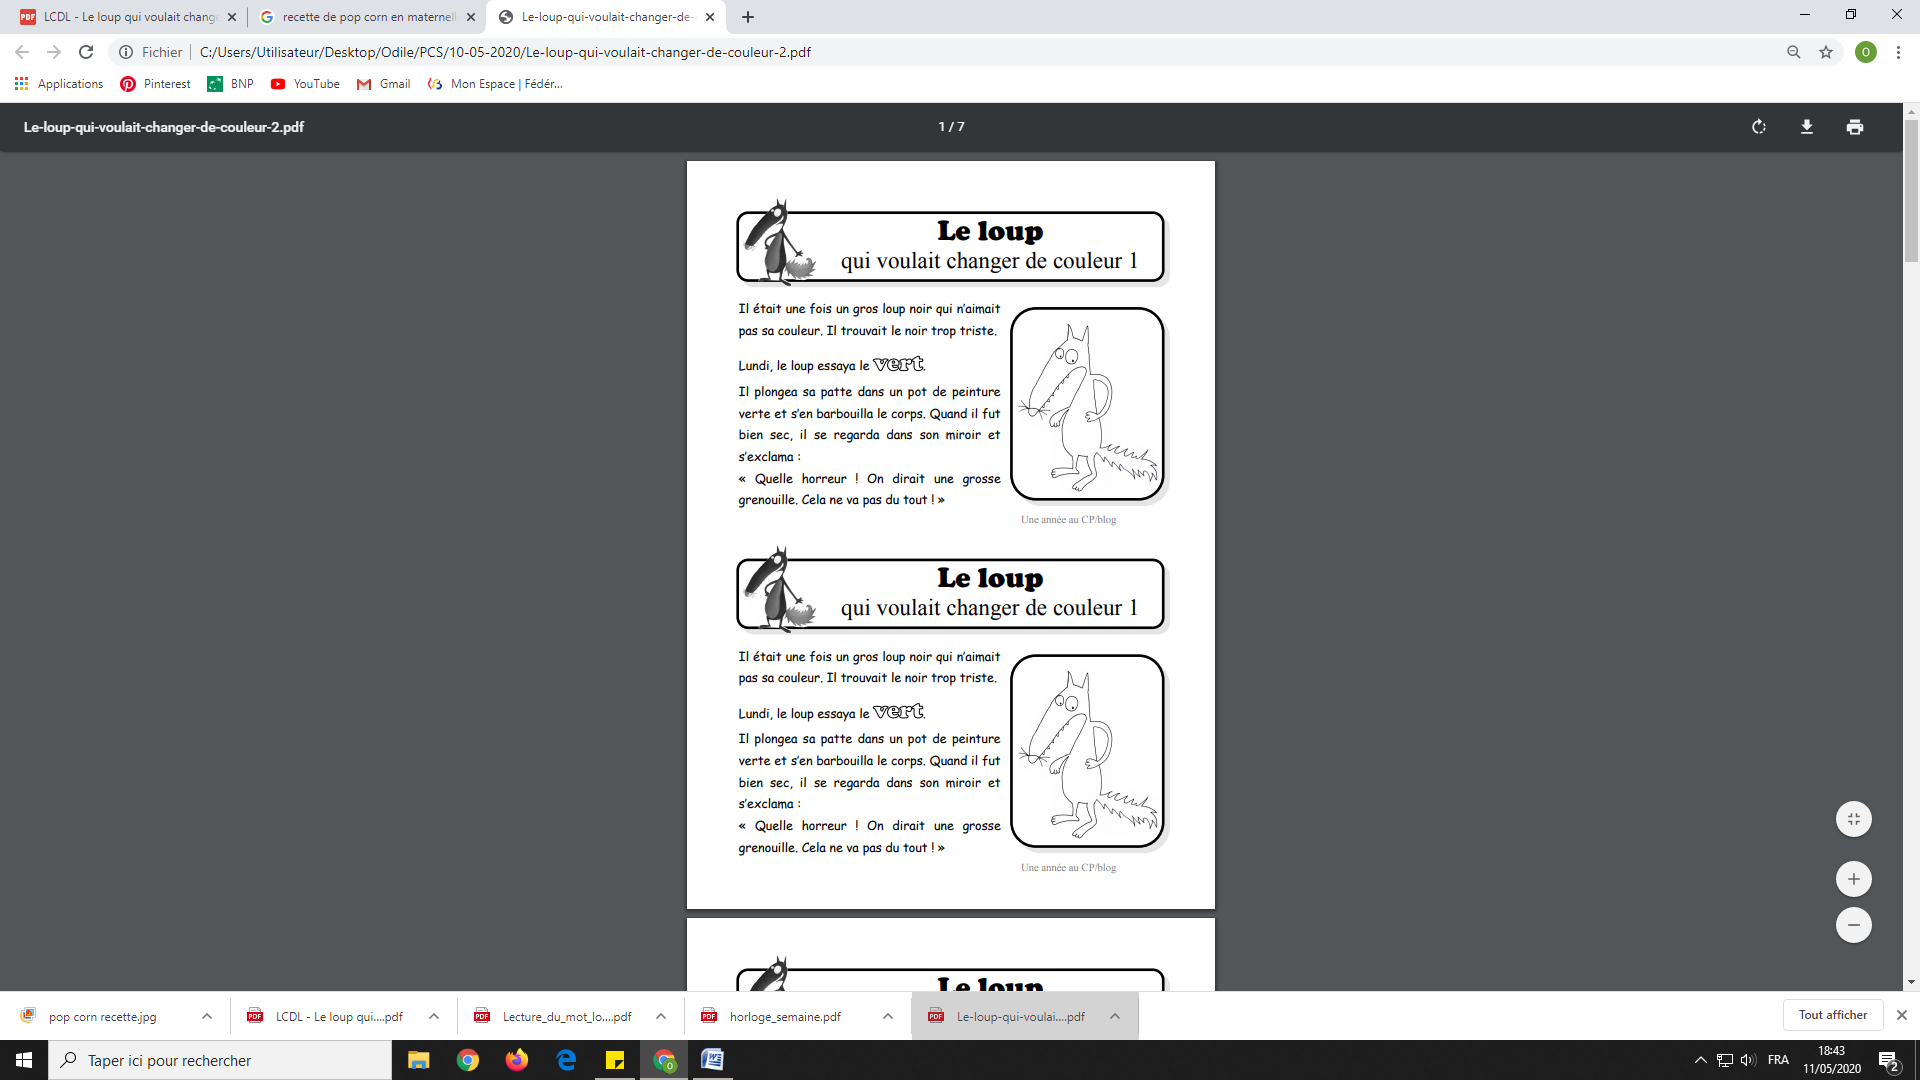 LCDL - Le loup qui voulait chang
recette de pop corn en maternell
Le-loup-qui-voulait-changer-de-
Fichier
C:/Users/Utilisateur/Desktop/Odile/PCS/10-05-2020/Le-loup-qui-voulait-changer-de-couleur-2.pdf
O
Applications
Pinterest
BNP
YouTube
Gmail
Mon Espace | Fédér...
Le-loup-qui-voulait-changer-de-couleur-2.pdf
1 / 7
Le loup
qui voulait changer de couleur 1
Il était une fois un gros loup noir qui n'aimait
pas sa couleur. Il trouvait le noir trop triste.
Lundi, le loup essaya le vert.
Il plongea sa patte dans un pot de peinture
verte et s'en barbouilla le corps. Quand il fut
bien sec, il se regarda dans son miroir et
s'exclama :
« Quelle horreur ! On dirait une grosse
grenouille. Cela ne va pas du tout ! »
Une année au CP/blog
Le loup
qui voulait changer de couleur 1
Il était une fois un gros loup noir qui n'aimait
pas sa couleur. Il trouvait le noir trop triste.
Lundi, le loup essaya le vert.
Il plongea sa patte dans un pot de peinture
verte et s'en barbouilla le corps. Quand il fut
bien sec, il se regarda dans son miroir et
s'exclama :
« Quelle horreur ! On dirait une grosse
grenouille. Cela ne va pas du tout ! »
Une année au CP/blog
Le loup
pop corn recette.jpg
LCDL - Le loup qui....pdf
Lecture_du_mot_lo....pdf
horloge_semaine.pdf
Le-loup-qui-voulai....pdf
Tout afficher
Taper ici pour rechercher
FRA
18:43
11/05/2020
2